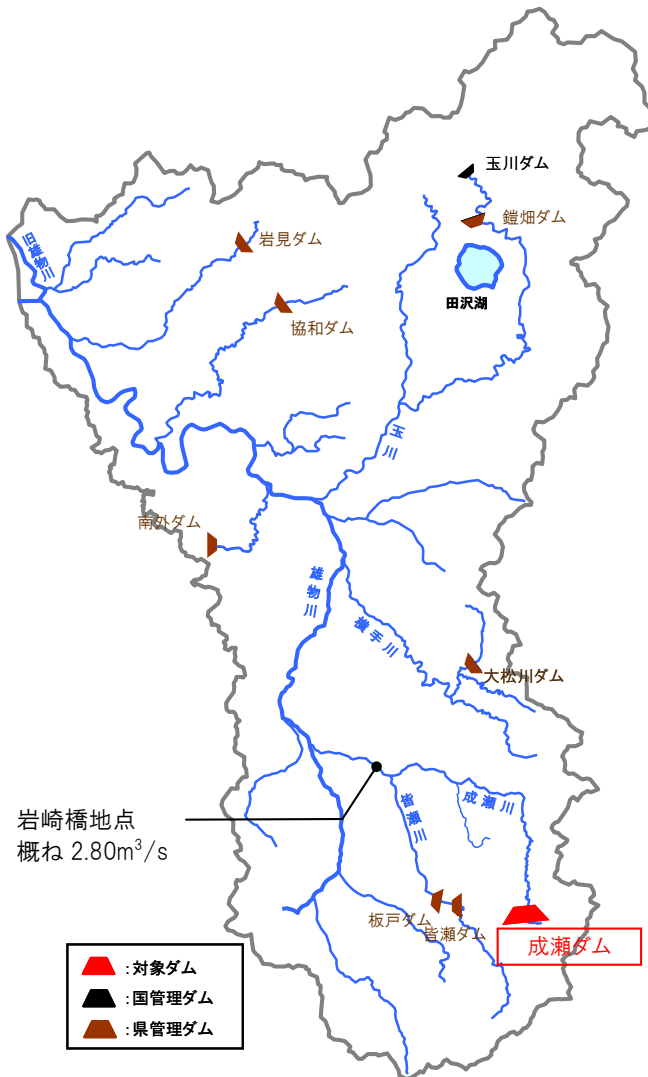 玉川ダム
鎧畑ダム
旧雄物川
岩見ダム
田沢湖
協和ダム
玉川
南外ダム
雄物川
横手川
大松川ダム
岩崎橋地点
概ね 2.80m³/s
皆瀬川
成瀬川
板戸ダム
皆瀬ダム
成瀬ダム
：対象ダム
：国管理ダム
：県管理ダム